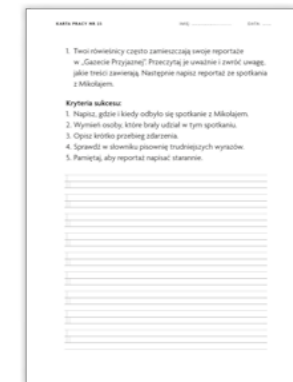 KARTA PRACY NR 23 IMIĘ DATA
1. Twoi rówieśnicy często zamieszczają swoje reportaże
w „Gazecie Przyjaznej”. Przeczytaj je uważnie i zwróć uwagę,
jakie treści zawierają. Następnie napisz reportaż ze spotkania
z Mikołajem.
Kryteria sukcesu:
1. Napisz, gdzie i kiedy odbyło się spotkanie z Mikołajem.
2. Wymień osoby, które brały udział w tym spotkaniu.
3. Opisz krótko przebieg zdarzenia.
4. Sprawdź w słowniku pisownię trudniejszych wyrazów.
5. Pamiętaj, aby reportaż napisać starannie.